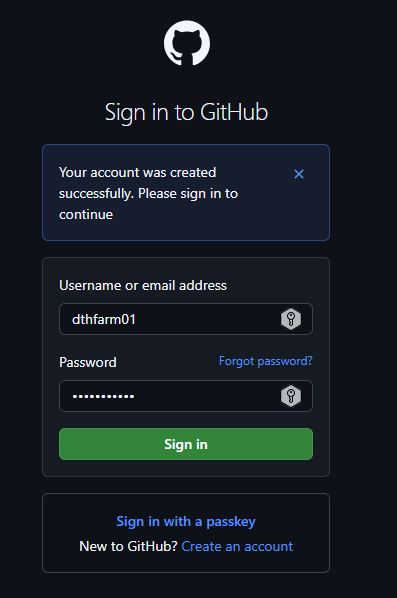 Sign in to GitHub
Your account was created
successfully. Please sign in to
continue
Username or email address
dthfarm01
Password
Forgot password?
•••••••••••
Sign in
Sign in with a passkey
New to GitHub? Create an account